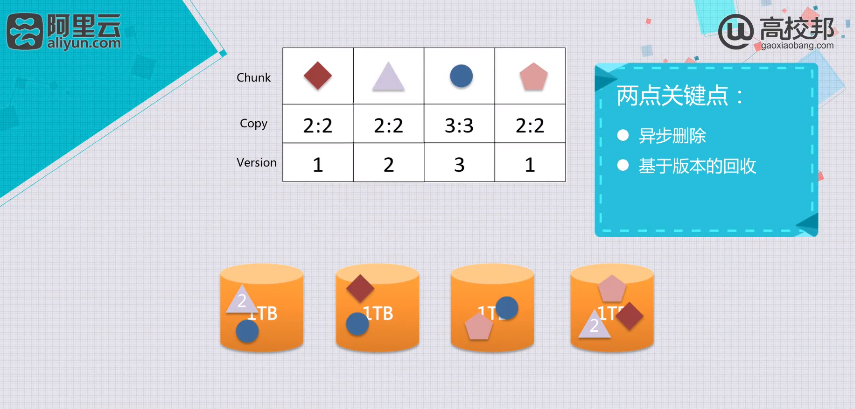 阿里云
aliyun.com
高校邦
gaoxiaobang.com
Chunk
Copy 2:2 2:2 3:3 2:2
Version 1 2 3 1
两点关键点：
异步删除
基于版本的回收
2
1TB
1TB
1TB
1TB
2